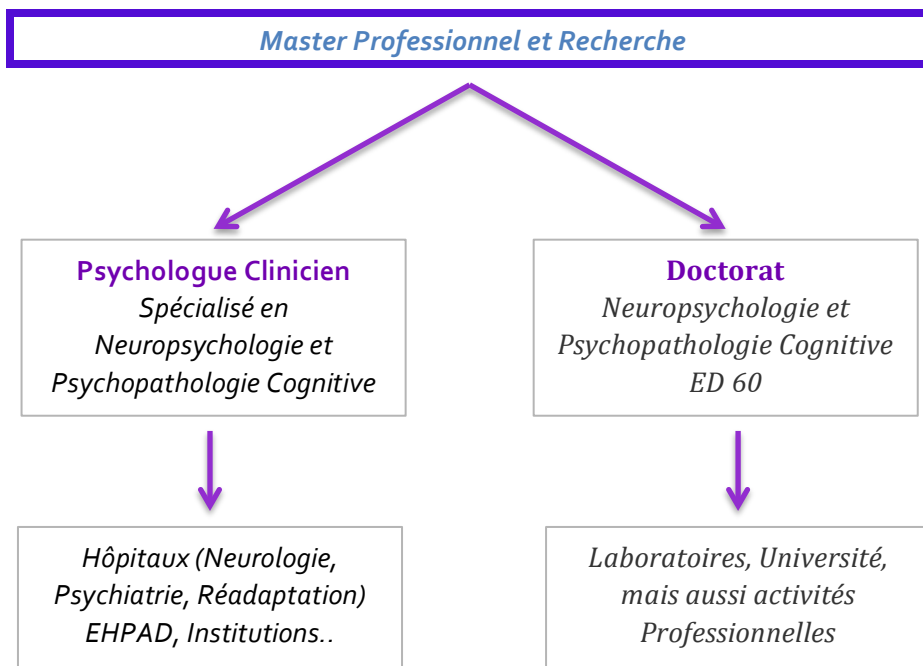 Master Professionnel et Recherche
Psychologue Clinicien
Spécialisé en
Neuropsychologie et
Psychopathologie Cognitive
Doctorat
Neuropsychologie et
Psychopathologie Cognitive
ED 60
Hôpitaux (Neurologie,
Psychiatrie, Réadaptation)
EHPAD, Institutions..
Laboratoires, Université,
mais aussi activités
Professionnelles